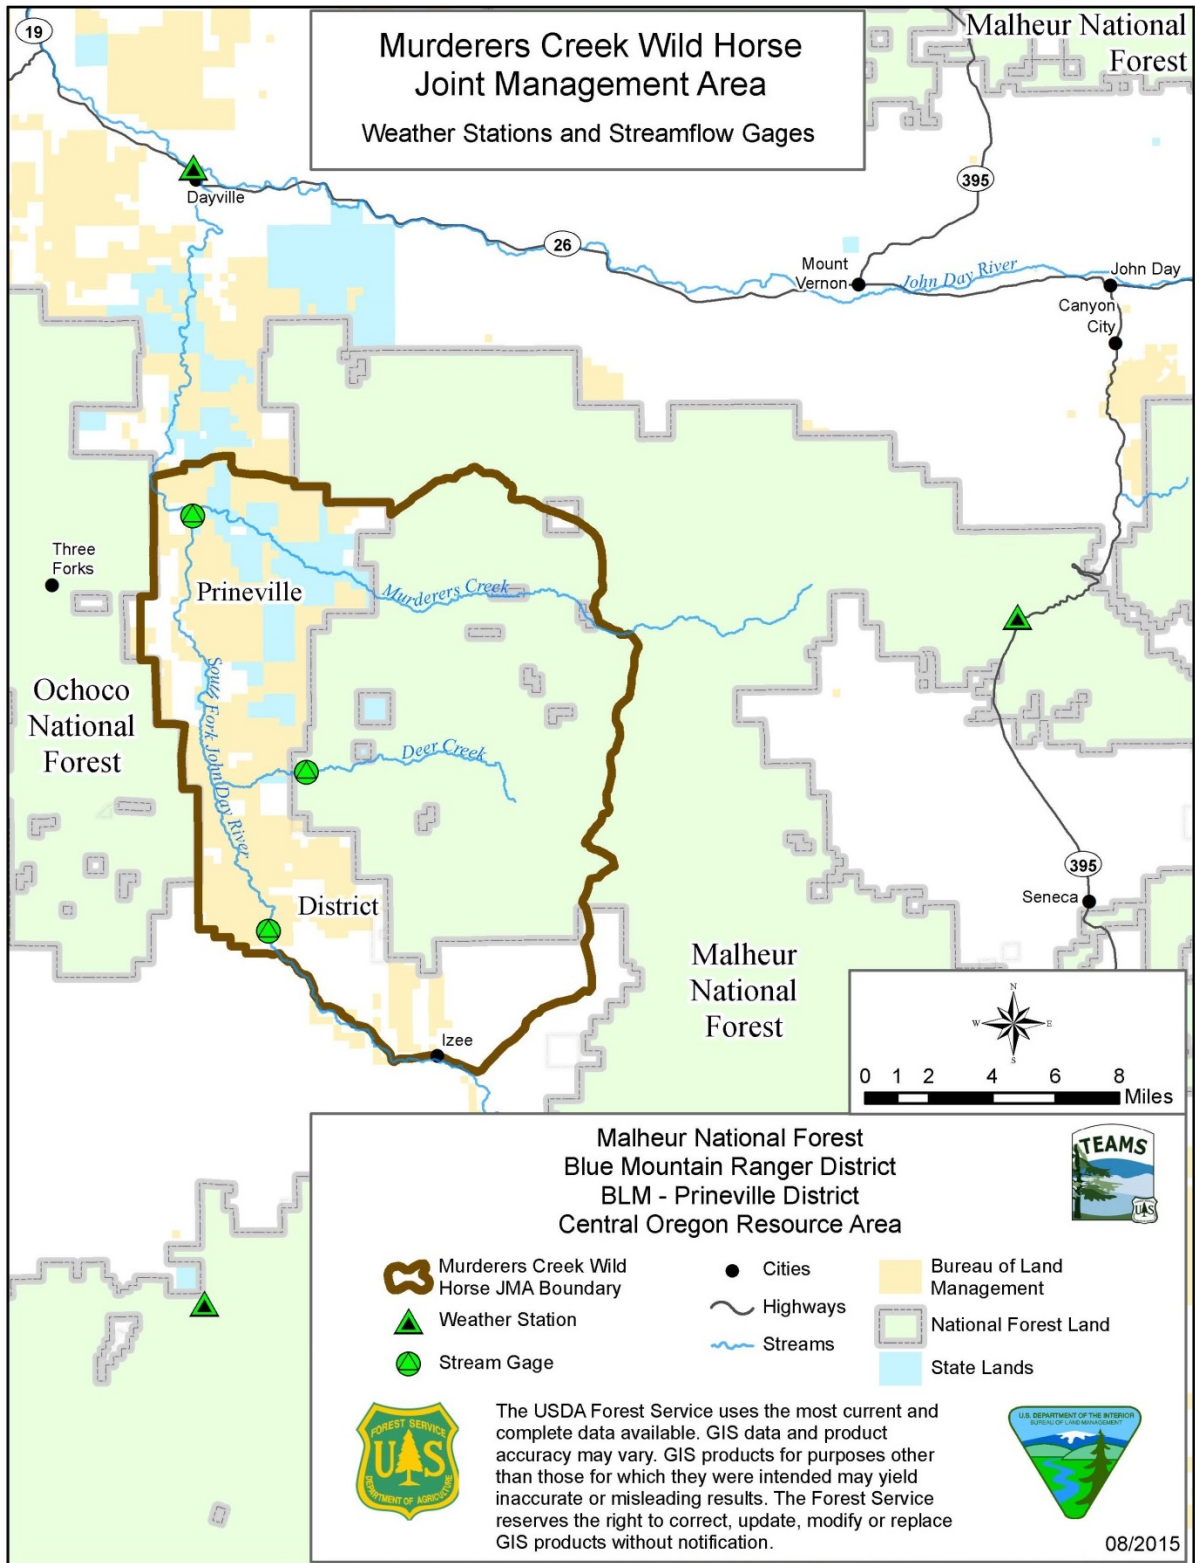 19
Murderers Creek Wild Horse
Joint Management Area
Weather Stations and Streamflow Gages
Malheur National
Forest
395
Dayville
26
Mount
Vernon
John Day River
John Day
Canyon
City
Three
Forks
Prineville
Murderers Creek
South Fork John Day River
Ochoco
National
Forest
Deer Creek
District
395
Seneca
Malheur
National
Forest
Izee
N
W
E
S
0 1 2 4 6 8
Miles
Malheur National Forest
Blue Mountain Ranger District
BLM - Prineville District
Central Oregon Resource Area
TEAMS
U S
Murderers Creek Wild
Horse JMA Boundary
Weather Station
Stream Gage
Cities
Highways
Streams
Bureau of Land
Management
National Forest Land
State Lands
FOREST SERVICE
U S
DEPARTMENT OF AGRICULTURE
The USDA Forest Service uses the most current and
complete data available. GIS data and product
accuracy may vary. GIS products for purposes other
than those for which they were intended may yield
inaccurate or misleading results. The Forest Service
reserves the right to correct, update, modify or replace
GIS products without notification.
U.S. DEPARTMENT OF THE INTERIOR
BUREAU OF LAND MANAGEMENT
08/2015